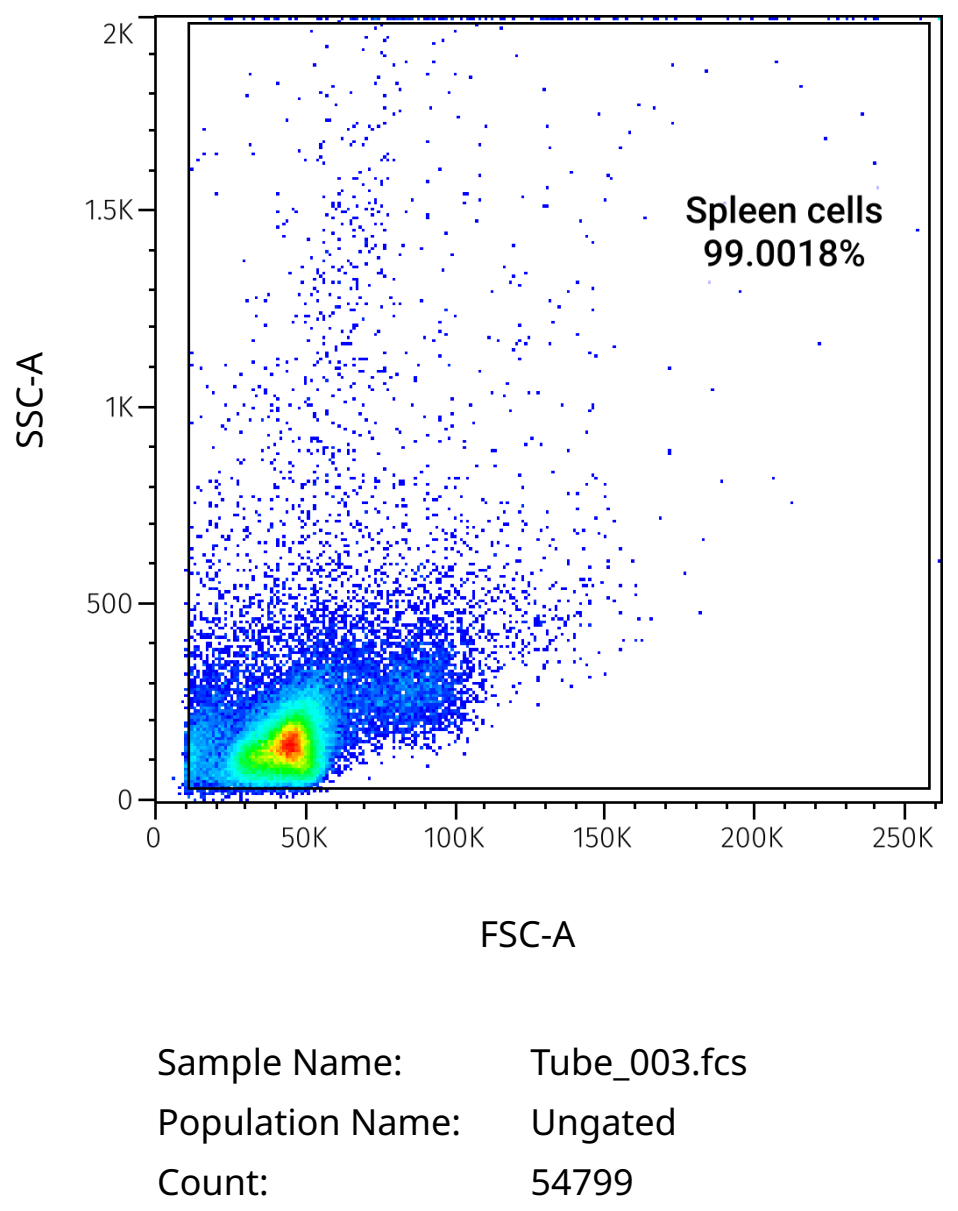 2K
1.5K
1K
500
0
SSC-A
Spleen cells
99.0018%
0 50K 100K 150K 200K 250K
FSC-A
Sample Name: Tube_003.fcs
Population Name: Ungated
Count: 54799